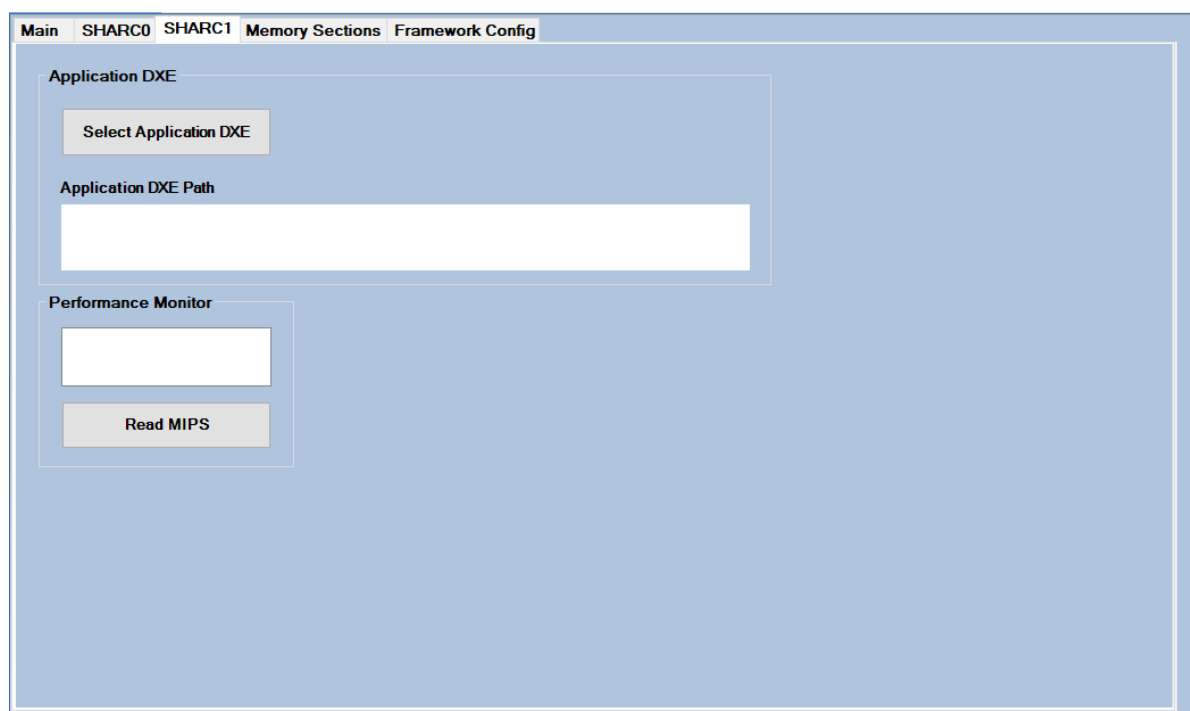 Main SHARC0 SHARC1 Memory Sections Framework Config
Application DXE
Select Application DXE
Application DXE Path
Performance Monitor
Read MIPS